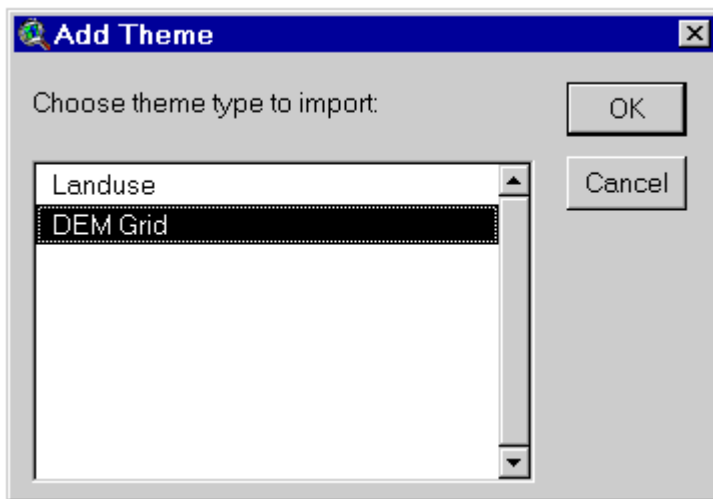 Add Theme
Choose theme type to import:
OK
Landuse
Cancel
DEM Grid